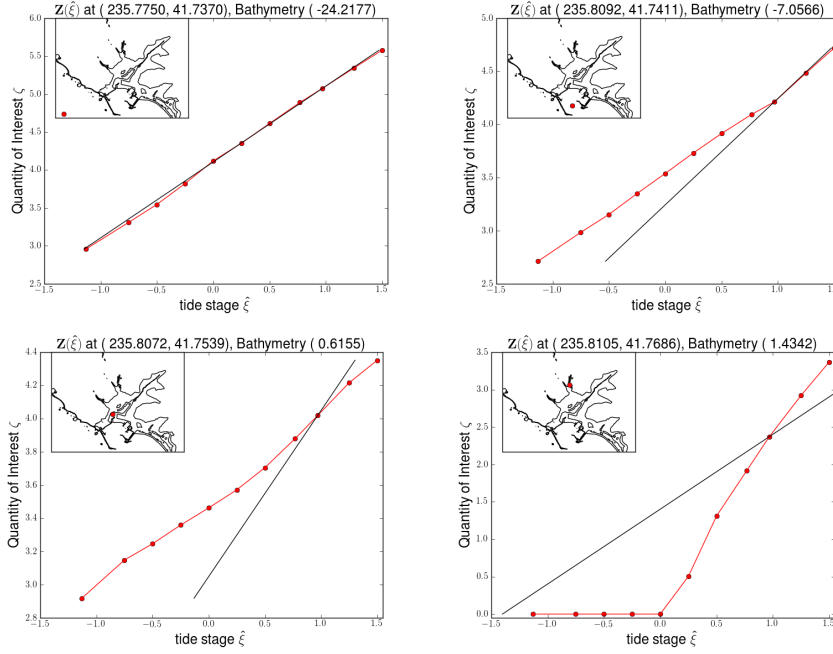 Z(ξ̂) at ( 235.7750, 41.7370), Bathymetry ( -24.2177)
6.0
5.5
5.0
4.5
4.0
3.5
3.0
2.5
Quantity of Interest ζ
−1.5 −1.0 −0.5 0.0 0.5 1.0 1.5
tide stage ξ̂
Z(ξ̂) at ( 235.8092, 41.7411), Bathymetry ( -7.0566)
5.0
4.5
4.0
3.5
3.0
2.5
Quantity of Interest ζ
−1.5 −1.0 −0.5 0.0 0.5 1.0 1.5
tide stage ξ̂
Z(ξ̂) at ( 235.8072, 41.7539), Bathymetry ( 0.6155)
4.4
4.2
4.0
3.8
3.6
3.4
3.2
3.0
2.8
Quantity of Interest ζ
−1.5 −1.0 −0.5 0.0 0.5 1.0 1.5
tide stage ξ̂
Z(ξ̂) at ( 235.8105, 41.7686), Bathymetry ( 1.4342)
3.5
3.0
2.5
2.0
1.5
1.0
0.5
0.0
Quantity of Interest ζ
−1.5 −1.0 −0.5 0.0 0.5 1.0 1.5
tide stage ξ̂